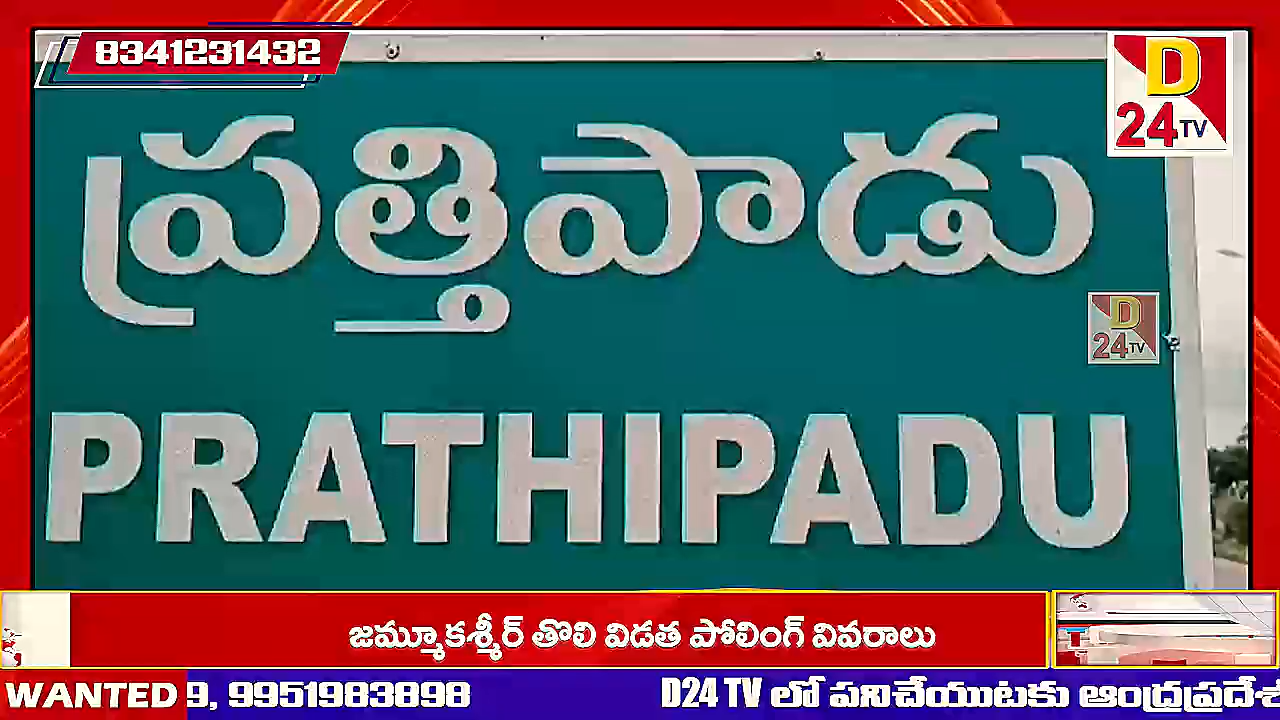 8341231432
D
24TV
ప్రత్తిపాడు
D
24TV
PRATHIPADU
జమ్మూకశ్మీర్ తొలి విడత పోలింగ్ వివరాలు
WANTED 9, 9951983898 D24 TV లో పనిచేయుటకు ఆంధ్రప్రదేశ